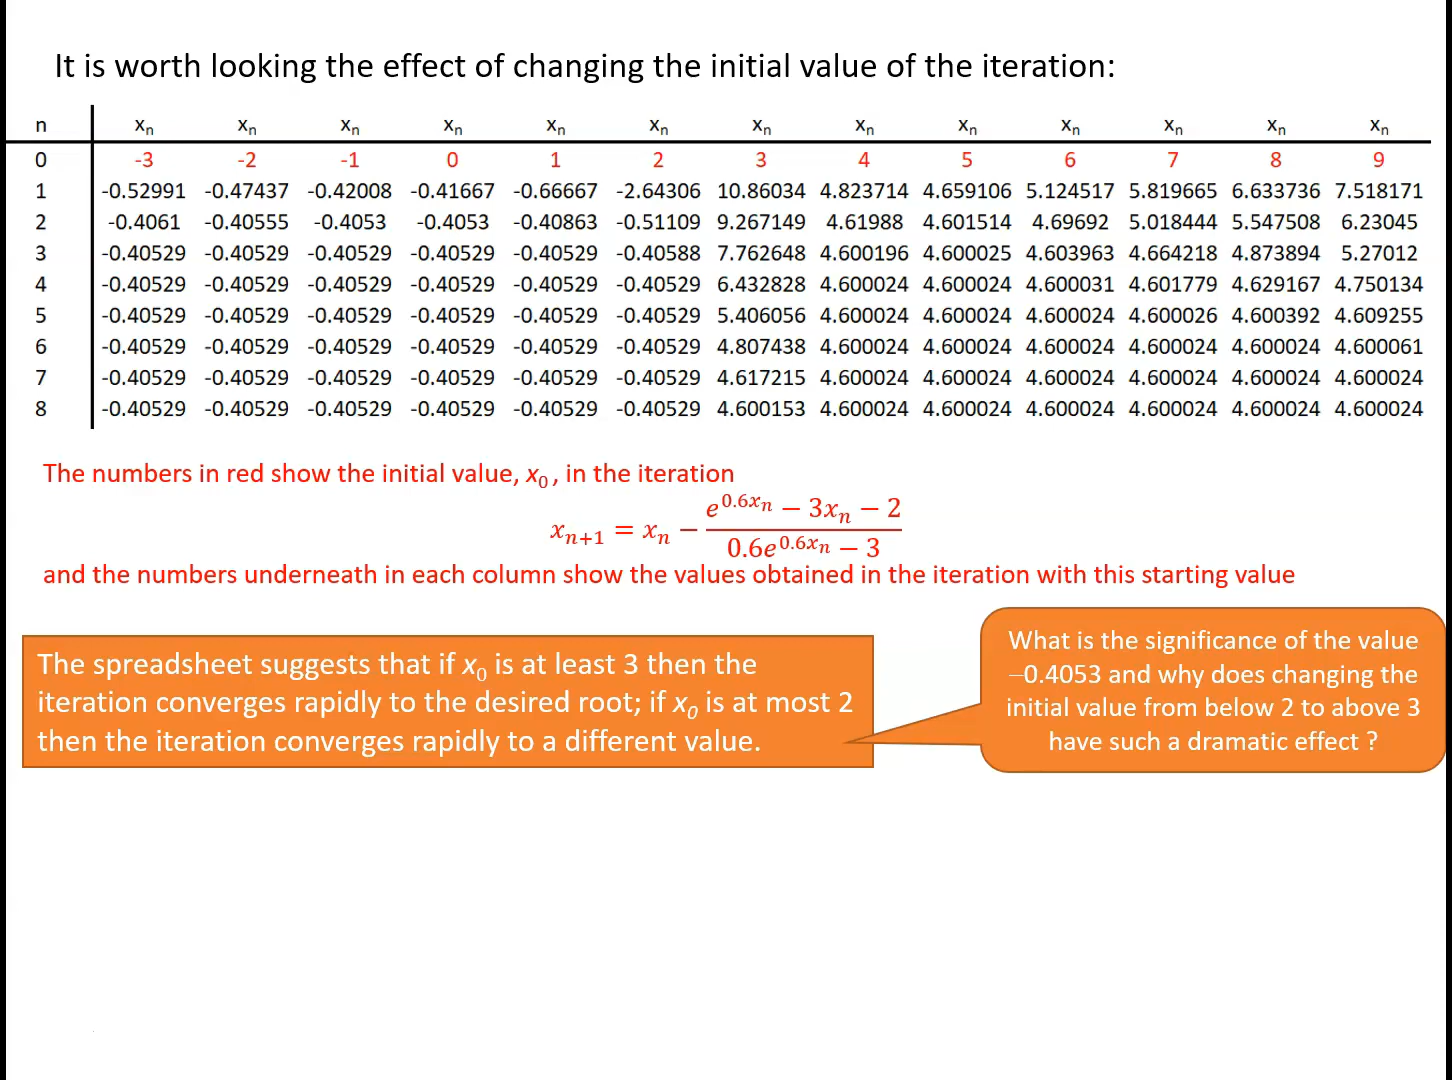 It is worth looking the effect of changing the initial value of the iteration:
n xₙ xₙ xₙ xₙ xₙ xₙ xₙ xₙ xₙ xₙ xₙ xₙ xₙ
0 -3 -2 -1 0 1 2 3 4 5 6 7 8 9
1 -0.52991 -0.47437 -0.42008 -0.41667 -0.66667 -2.64306 10.86034 4.823714 4.659106 5.124517 5.819665 6.633736 7.518171
2 -0.4061 -0.40555 -0.4053 -0.4053 -0.40863 -0.51109 9.267149 4.61988 4.601514 4.69692 5.018444 5.547508 6.23045
3 -0.40529 -0.40529 -0.40529 -0.40529 -0.40529 -0.40588 7.762648 4.600196 4.600025 4.603963 4.664218 4.873894 5.27012
4 -0.40529 -0.40529 -0.40529 -0.40529 -0.40529 -0.40529 6.432828 4.600024 4.600024 4.600031 4.601779 4.629167 4.750134
5 -0.40529 -0.40529 -0.40529 -0.40529 -0.40529 -0.40529 5.406056 4.600024 4.600024 4.600024 4.600026 4.600392 4.609255
6 -0.40529 -0.40529 -0.40529 -0.40529 -0.40529 -0.40529 4.807438 4.600024 4.600024 4.600024 4.600024 4.600024 4.600061
7 -0.40529 -0.40529 -0.40529 -0.40529 -0.40529 -0.40529 4.617215 4.600024 4.600024 4.600024 4.600024 4.600024 4.600024
8 -0.40529 -0.40529 -0.40529 -0.40529 -0.40529 -0.40529 4.600153 4.600024 4.600024 4.600024 4.600024 4.600024 4.600024
The numbers in red show the initial value, x₀ , in the iteration
xₙ₊₁ = xₙ − (e^(0.6xₙ) − 3xₙ − 2)/(0.6e^(0.6xₙ) − 3)
and the numbers underneath in each column show the values obtained in the iteration with this starting value
The spreadsheet suggests that if x₀ is at least 3 then the
iteration converges rapidly to the desired root; if x₀ is at most 2
then the iteration converges rapidly to a different value.
What is the significance of the value
–0.4053 and why does changing the
initial value from below 2 to above 3
have such a dramatic effect ?